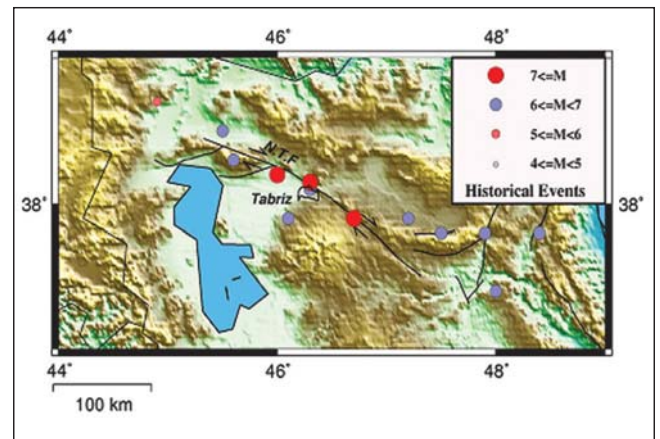 44° 46° 48°
7<=M
6<=M<7
5<=M<6
4<=M<5
Historical Events
N.T.F
Tabriz
38° 38°
44° 46° 48°
100 km